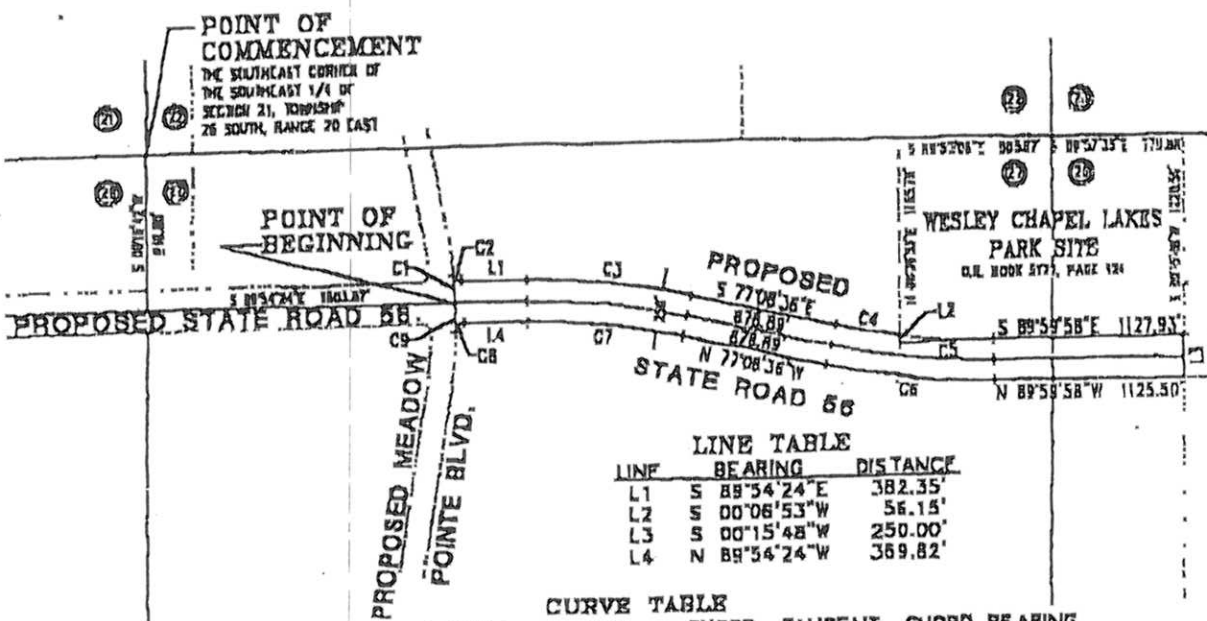 POINT OF
COMMENCEMENT
THE SOUTHEAST CORNER OF
THE SOUTHEAST 1/4 OF
SECTION 21, TOWNSHIP
26 SOUTH, RANGE 20 EAST
21
22
28
27
26
POINT OF
BEGINNING
C1
C2
L1
C3
PROPOSED
S 77°08'36"E
878.89'
878.89'
N 77°08'36"W
STATE ROAD 56
C4
L2
C5
C6
C7
L4
C8
C9
PROPOSED STATE ROAD 56
PROPOSED MEADOW
POINTE BLVD.
WESLEY CHAPEL LAKES
PARK SITE
S 89°59'58"E 1127.93'
L3
N 89°59'58"W 1125.50'
LINE TABLE
LINE BEARING DISTANCE
L1 S 89°54'24"E 382.35'
L2 S 00°06'53"W 56.15'
L3 S 00°15'48"W 250.00'
L4 N 89°54'24"W 369.82'
CURVE TABLE
CHORD BEARING